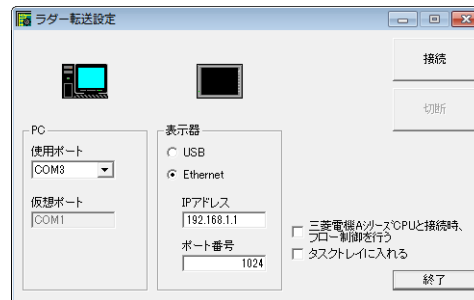 ラダー転送設定
接続
切断
PC
使用ポート
COM3
仮想ポート
COM1
表示器
USB
Ethernet
IPアドレス
192.168.1.1
ポート番号
1024
三菱電機AシリーズCPUと接続時、
フロー制御を行う
タスクトレイに入れる
終了